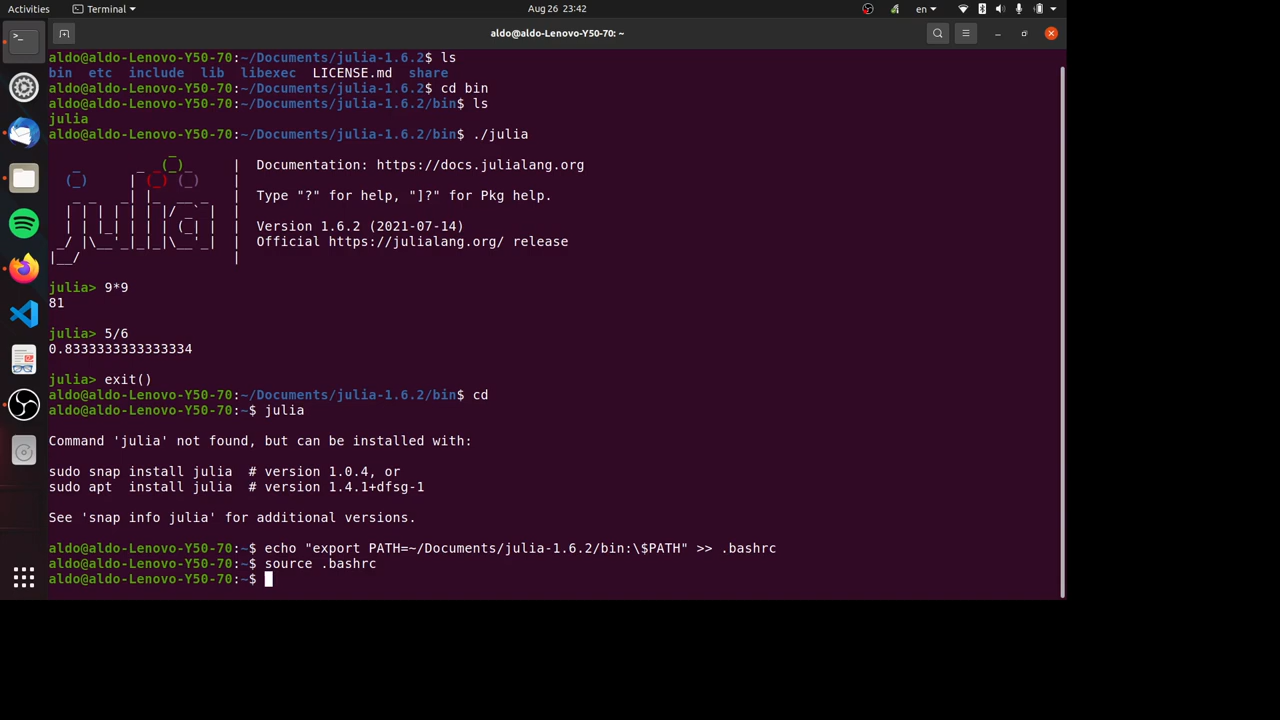 Activities
Terminal
Aug 26 23:42
en
aldo@aldo-Lenovo-Y50-70: ~
aldo@aldo-Lenovo-Y50-70:~/Documents/julia-1.6.2$ ls
bin etc include lib libexec LICENSE.md share
aldo@aldo-Lenovo-Y50-70:~/Documents/julia-1.6.2$ cd bin
aldo@aldo-Lenovo-Y50-70:~/Documents/julia-1.6.2/bin$ ls
julia
aldo@aldo-Lenovo-Y50-70:~/Documents/julia-1.6.2/bin$ ./julia
julia
Documentation: https://docs.julialang.org
Type "?" for help, "]?" for Pkg help.
Version 1.6.2 (2021-07-14)
Official https://julialang.org/ release
julia> 9*9
81
julia> 5/6
0.8333333333333334
julia> exit()
aldo@aldo-Lenovo-Y50-70:~/Documents/julia-1.6.2/bin$ cd
aldo@aldo-Lenovo-Y50-70:~$ julia
Command 'julia' not found, but can be installed with:
sudo snap install julia # version 1.0.4, or
sudo apt install julia # version 1.4.1+dfsg-1
See 'snap info julia' for additional versions.
aldo@aldo-Lenovo-Y50-70:~$ echo "export PATH=~/Documents/julia-1.6.2/bin:\$PATH" >> .bashrc
aldo@aldo-Lenovo-Y50-70:~$ source .bashrc
aldo@aldo-Lenovo-Y50-70:~$